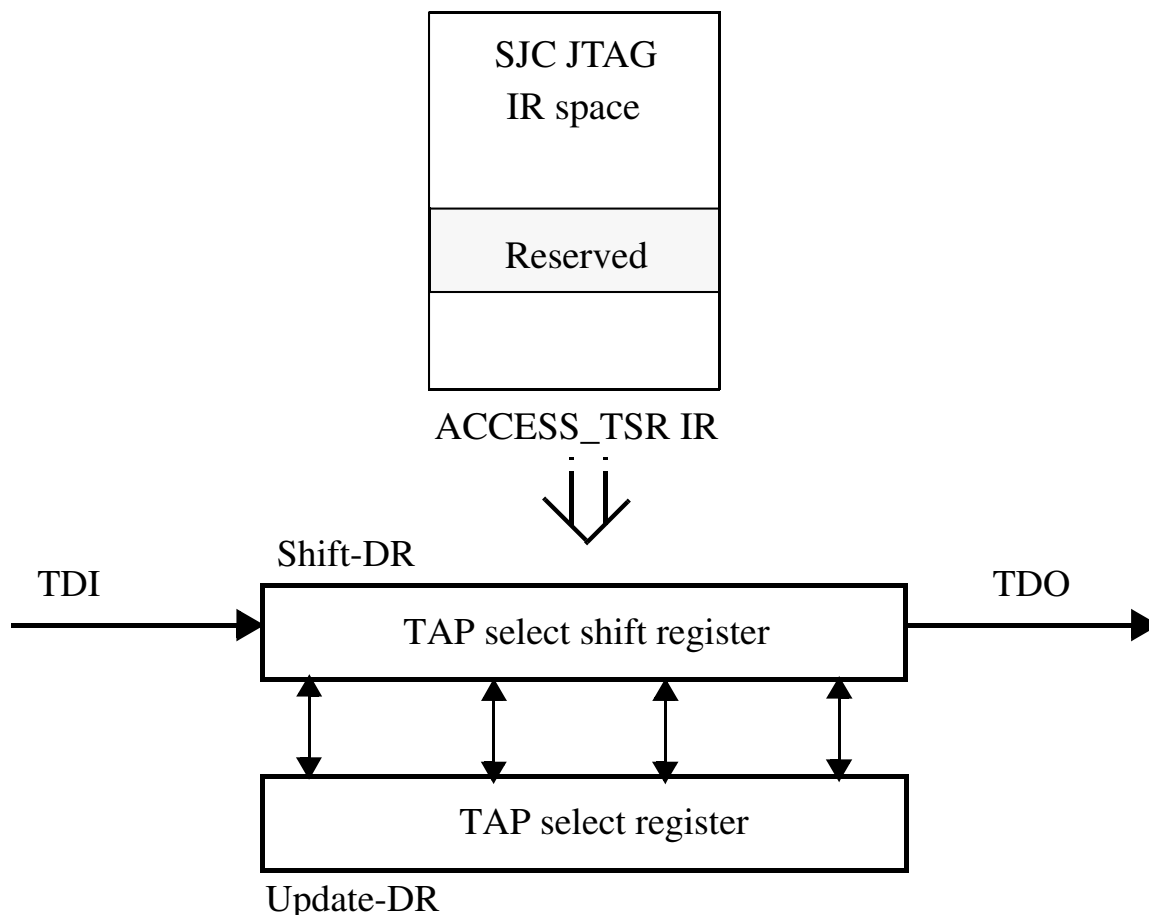 SJC JTAG
IR space
Reserved
ACCESS_TSR IR
Shift-DR
TDI
TDO
TAP select shift register
TAP select register
Update-DR